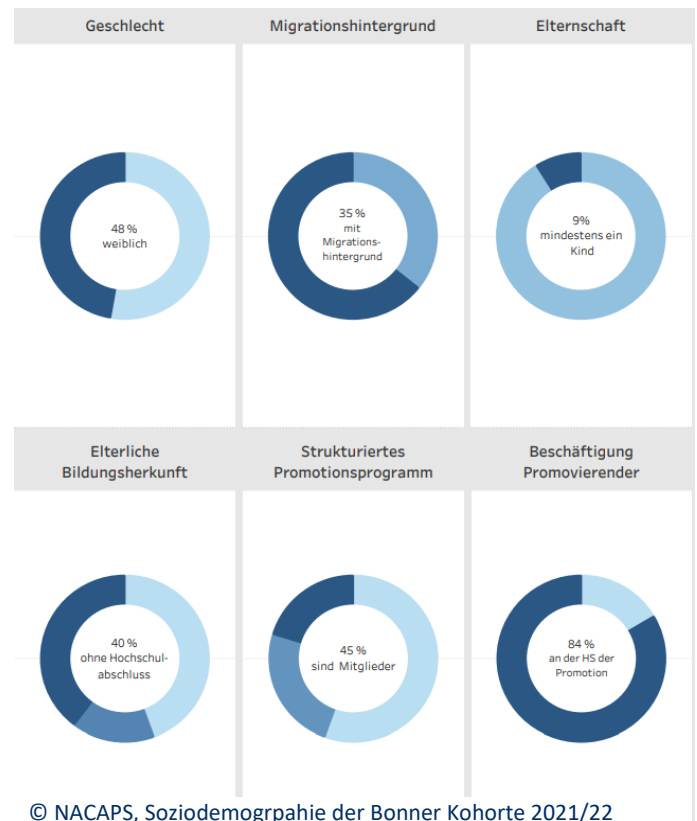 Geschlecht
Migrationshintergrund
Elternschaft
48 %
weiblich
35 %
mit
Migrations-
hintergrund
9%
mindestens ein
Kind
Elterliche
Bildungsherkunft
Strukturiertes
Promotionsprogramm
Beschäftigung
Promovierender
40 %
ohne Hochschul-
abschluss
45 %
sind Mitglieder
84 %
an der HS der
Promotion
© NACAPS, Soziodemogrpahie der Bonner Kohorte 2021/22